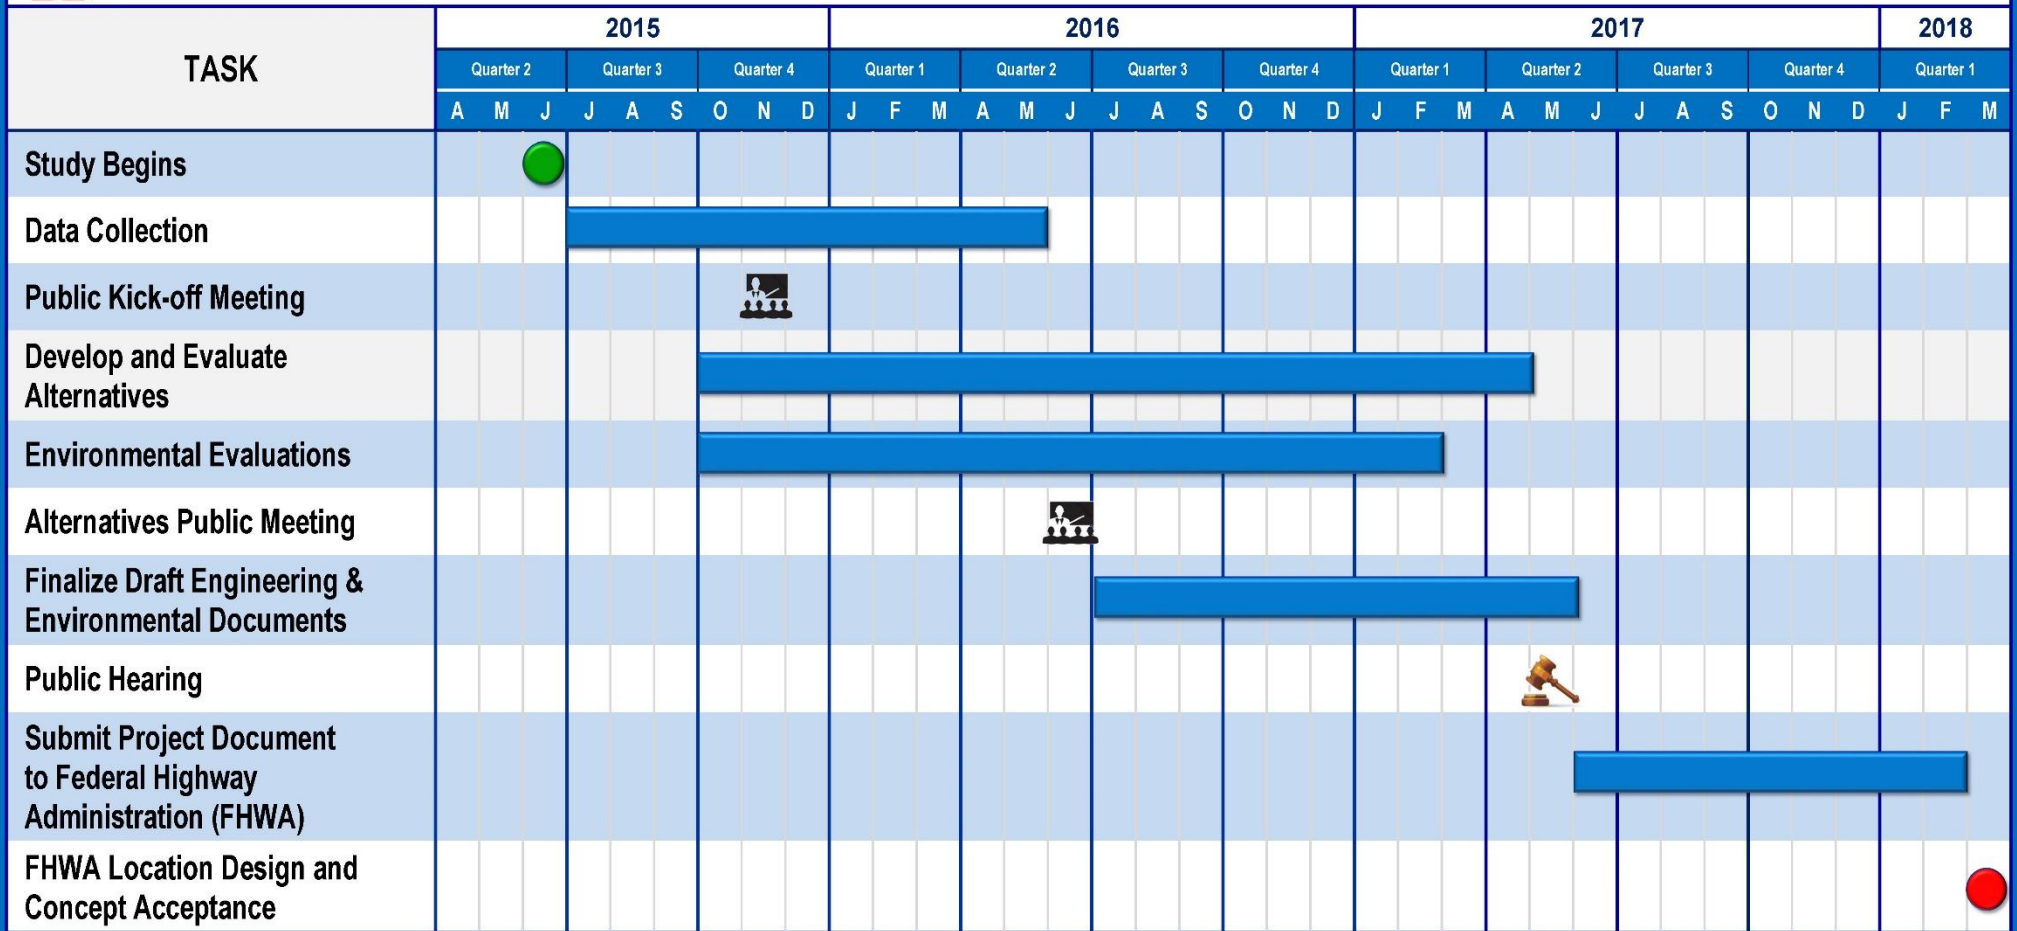 2015 2016 2017 2018
TASK
Quarter 2 Quarter 3 Quarter 4 Quarter 1 Quarter 2 Quarter 3 Quarter 4 Quarter 1 Quarter 2 Quarter 3 Quarter 4 Quarter 1
A M J J A S O N D J F M A M J J A S O N D J F M A M J J A S O N D J F M
Study Begins
Data Collection
Public Kick-off Meeting
Develop and Evaluate
Alternatives
Environmental Evaluations
Alternatives Public Meeting
Finalize Draft Engineering &
Environmental Documents
Public Hearing
Submit Project Document
to Federal Highway
Administration (FHWA)
FHWA Location Design and
Concept Acceptance